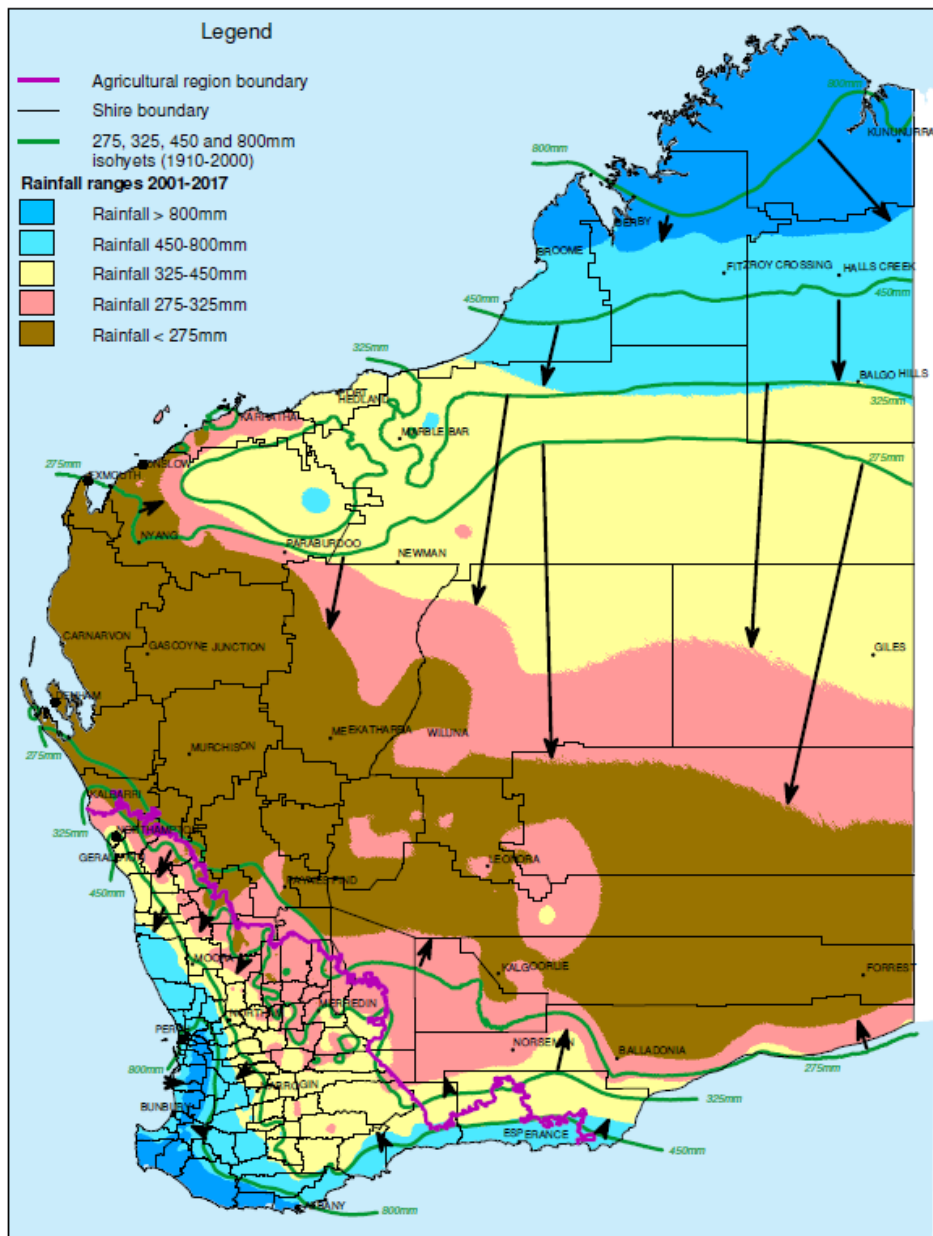 Legend
Agricultural region boundary
Shire boundary
275, 325, 450 and 800mm
isohyets (1910-2000)
Rainfall ranges 2001-2017
Rainfall > 800mm
Rainfall 450-800mm
Rainfall 325-450mm
Rainfall 275-325mm
Rainfall < 275mm
800mm
KUNUNURRA
800mm
DERBY
BROOME
FITZROY CROSSING
HALLS CREEK
450mm
450mm
325mm
BALGO HILLS
325mm
PORT
HEDLAND
KARRATHA
MARBLE BAR
275mm
275mm
ONSLOW
EXMOUTH
NYANG
PARABURDOO
NEWMAN
CARNARVON
GASCOYNE JUNCTION
GILES
DENHAM
MEEKATHARRA
WILUNA
MURCHISON
275mm
KALBARRI
325mm
NORTHAMPTON
GERALDTON
LEONORA
450mm
PAYNES FIND
MOORA
KALGOORLIE
FORREST
MERREDIN
NORTHAM
PERTH
NORSEMAN
BALLADONIA
275mm
800mm
NARROGIN
325mm
BUNBURY
ESPERANCE
450mm
ALBANY
800mm